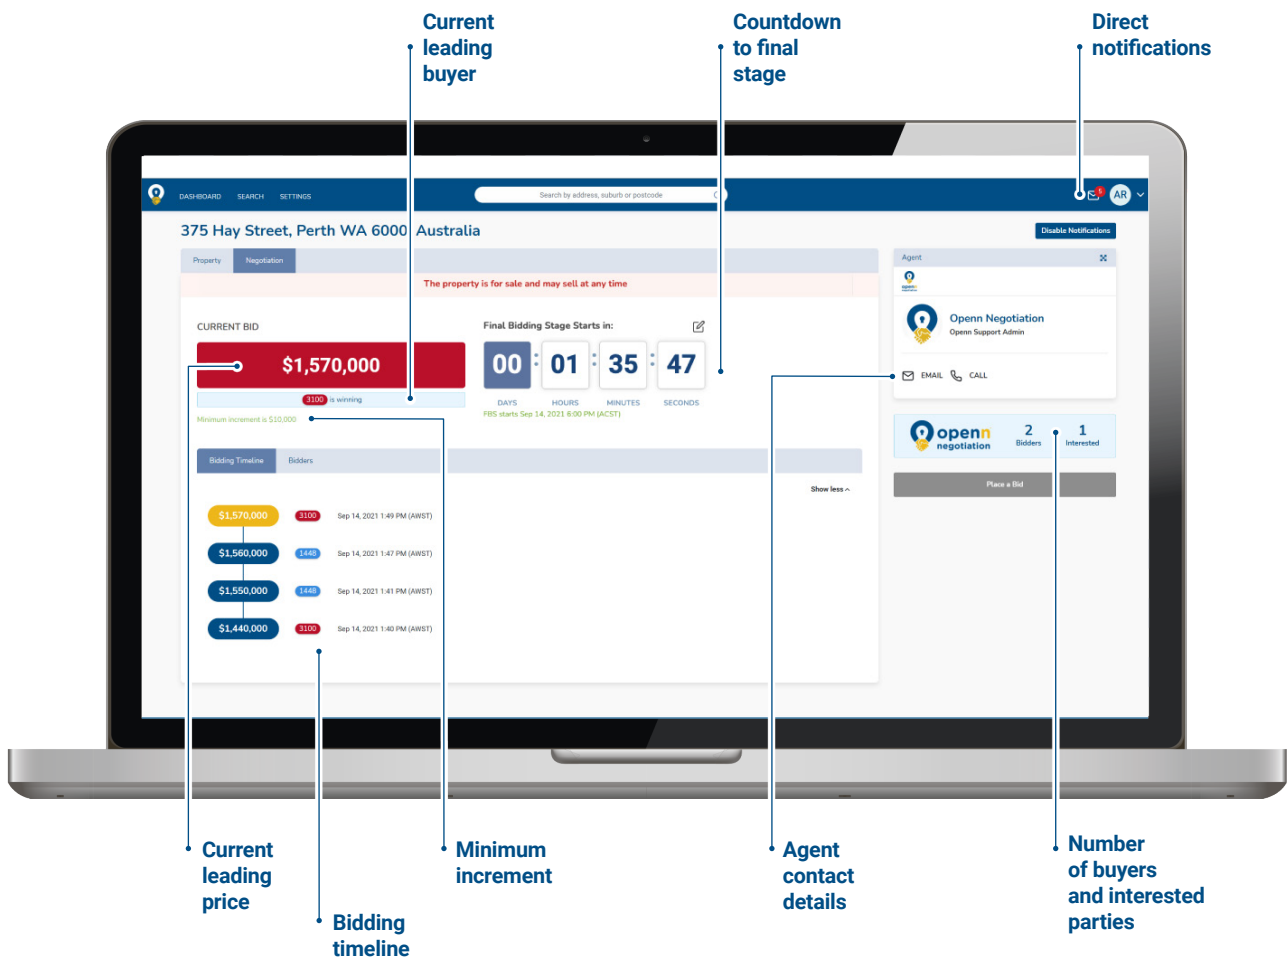 Current
leading
buyer
Countdown
to final
stage
Direct
notifications
DASHBOARD SEARCH SETTINGS
Search by address, suburb or postcode
5
AR
375 Hay Street, Perth WA 6000 Australia
Disable Notifications
Property Negotiation
Agent
The property is for sale and may sell at any time
openn
CURRENT BID
Final Bidding Stage Starts in:
Openn Negotiation
Openn Support Admin
$1,570,000
00 : 01 : 35 : 47
EMAIL CALL
3100 is winning
DAYS HOURS MINUTES SECONDS
Minimum increment is $10,000
FBS starts Sep 14, 2021 6:00 PM (ACST)
openn
negotiation
2
Bidders
1
Interested
Bidding Timeline Bidders
Place a Bid
Show less
$1,570,000 3100 Sep 14, 2021 1:49 PM (AWST)
$1,560,000 1448 Sep 14, 2021 1:47 PM (AWST)
$1,550,000 1448 Sep 14, 2021 1:41 PM (AWST)
$1,440,000 3100 Sep 14, 2021 1:40 PM (AWST)
Current
leading
price
Bidding
timeline
Minimum
increment
Agent
contact
details
Number
of buyers
and interested
parties